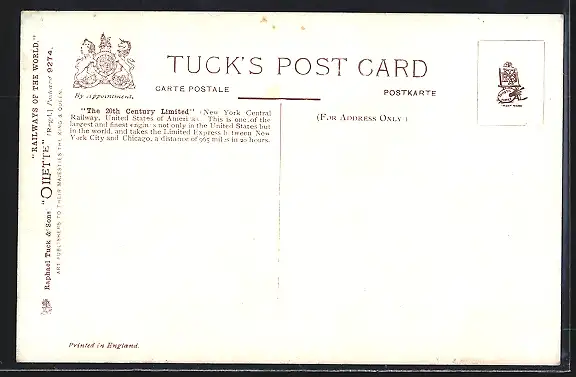 TUCK'S POST CARD
CARTE POSTALE
POSTKARTE
By Appointment,
(FOR ADDRESS ONLY)
"The 20th Century Limited" (New York Central
Railway, United States of America). This is one of the
largest and finest engines not only in the United States but
in the world, and takes the Limited Express between New
York City and Chicago, a distance of 965 miles in 20 hours.
"RAILWAYS OF THE WORLD."
Raphael Tuck & Sons' "OILETTE" [Regd.] Postcard 9274.
ART PUBLISHERS TO THEIR MAJESTIES THE KING & QUEEN.
Printed in England.